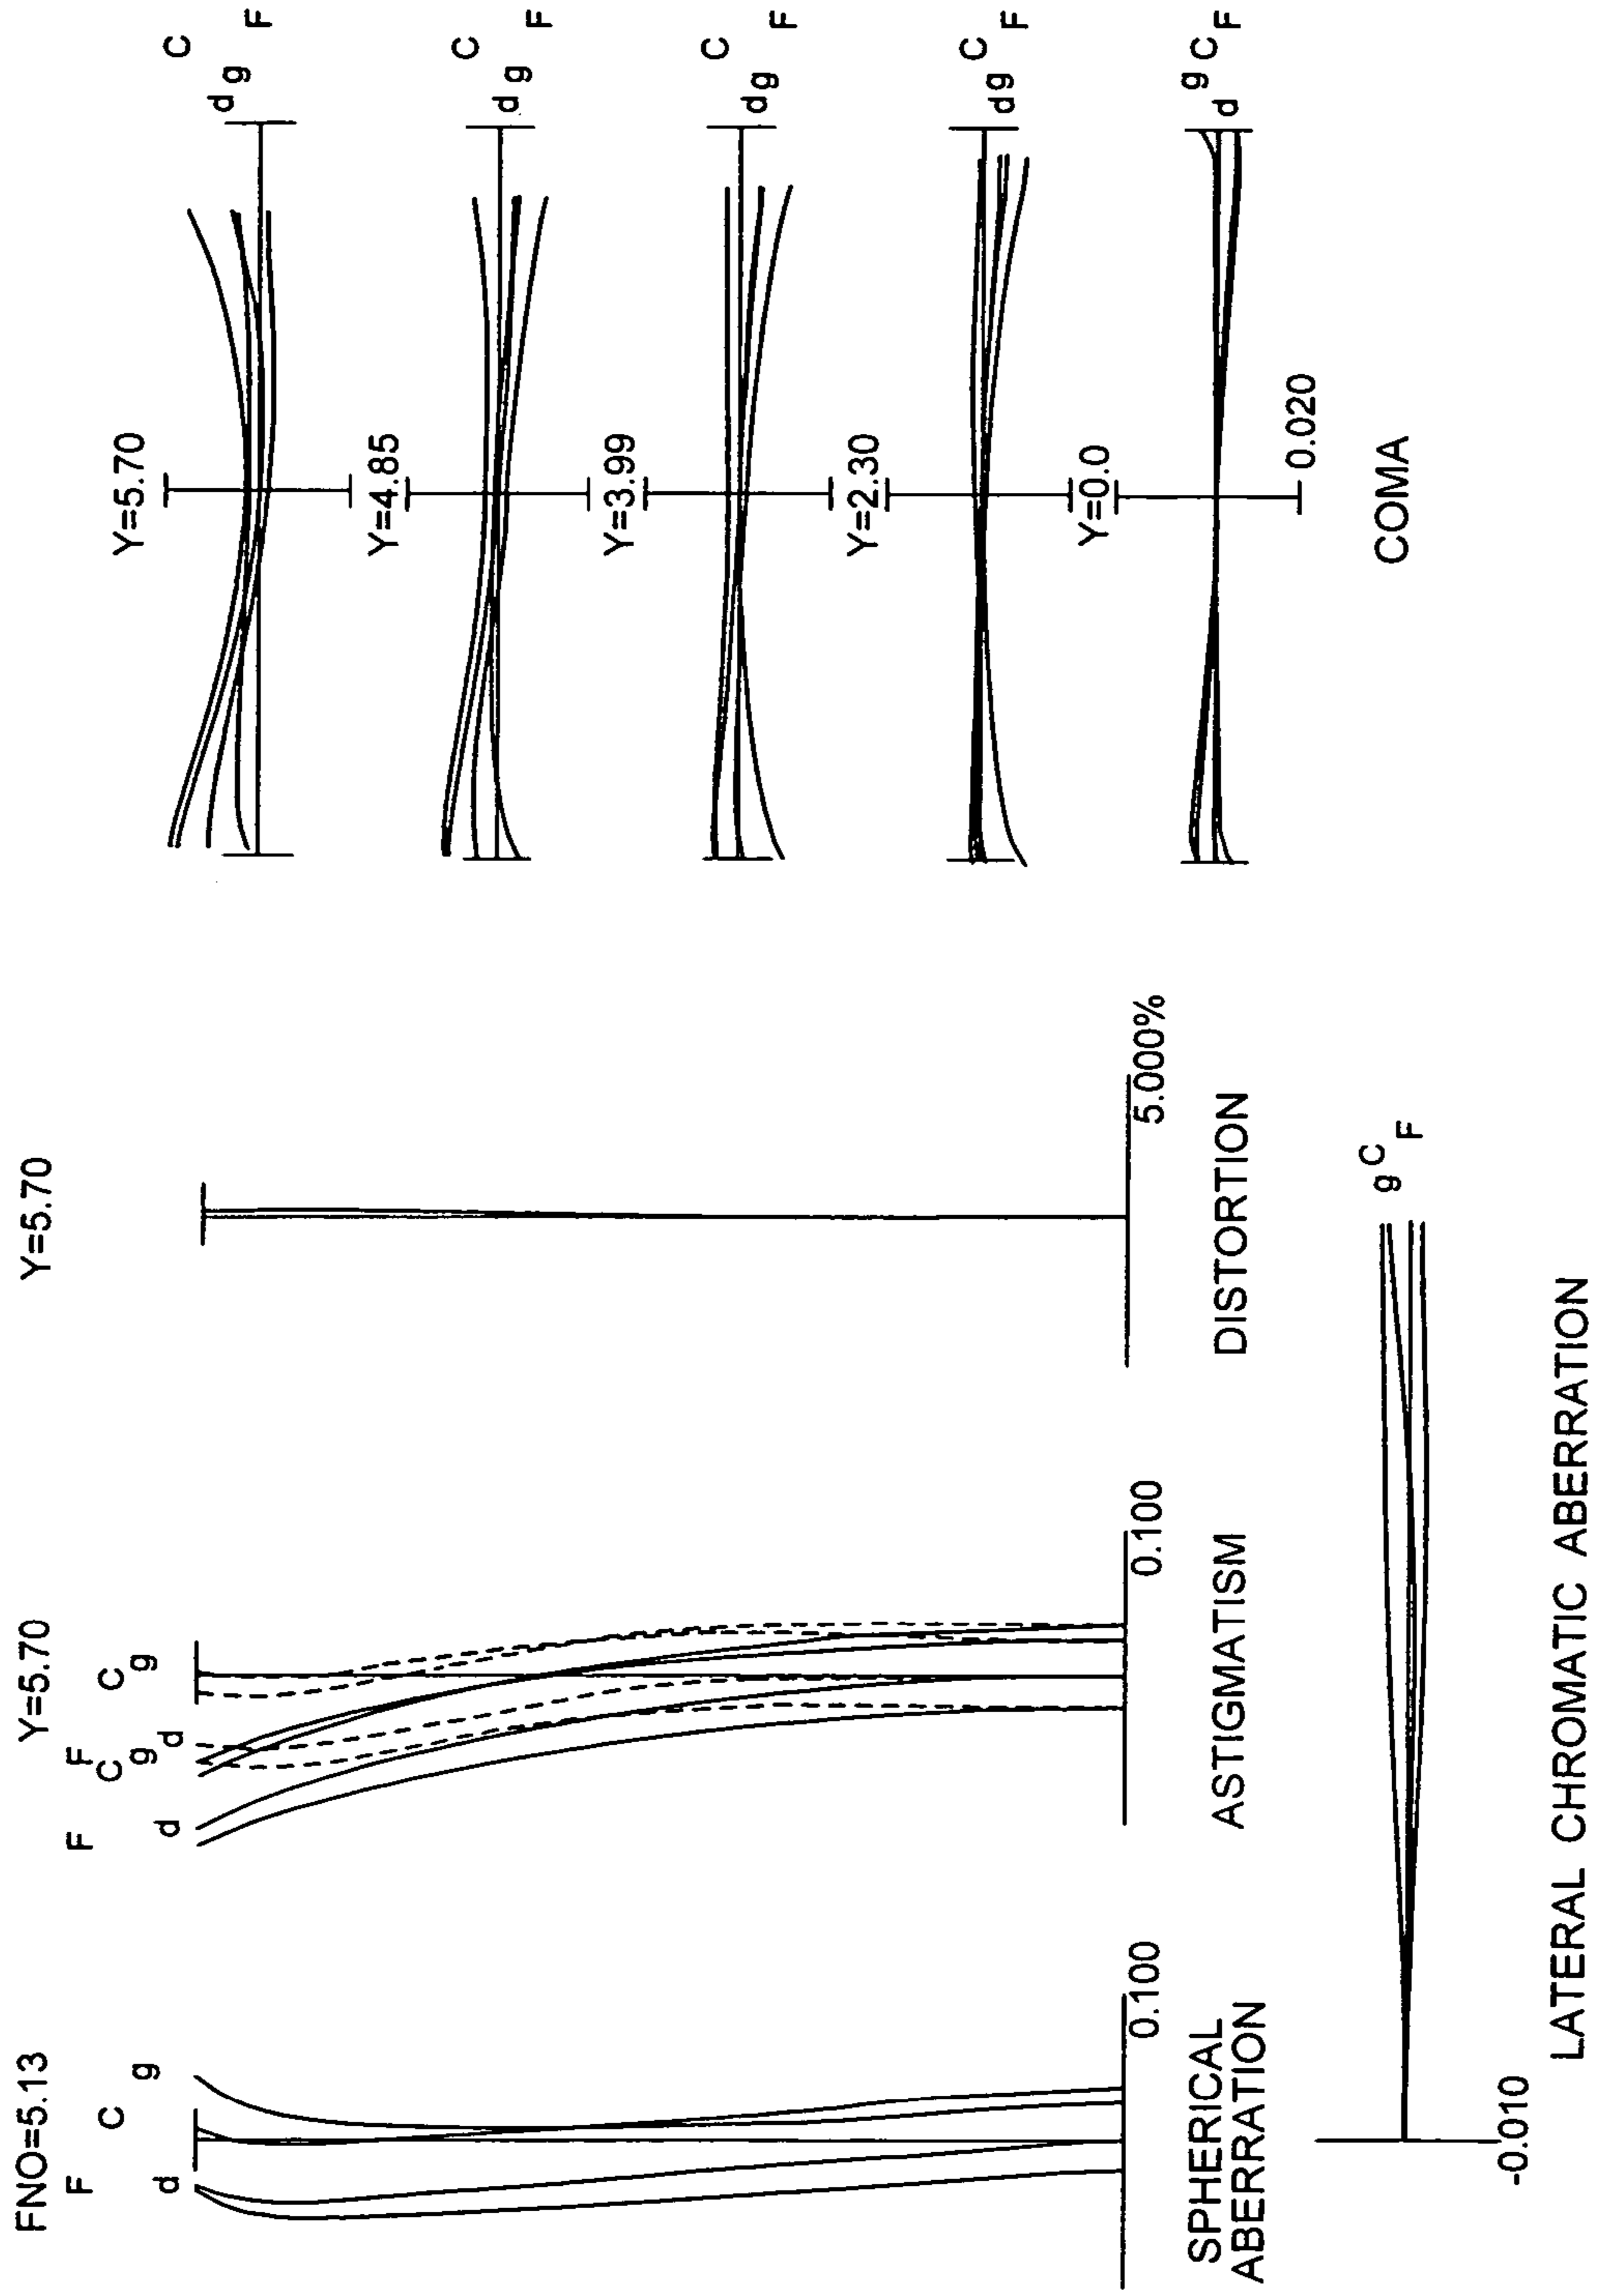 FNO=5.13
F
C
d
g
0.100
SPHERICAL
ABERRATION
Y=5.70
F
F
C
C
d
g
d
g
0.100
ASTIGMATISM
Y=5.70
5.000%
DISTORTION
Y=5.70
C
d
g
F
Y=4.85
C
d
g
F
Y=3.99
C
d
g
F
Y=2.30
C
d
g
F
Y=0.0
g
C
d
F
0.020
COMA
g
C
F
-0.010
LATERAL CHROMATIC ABERRATION